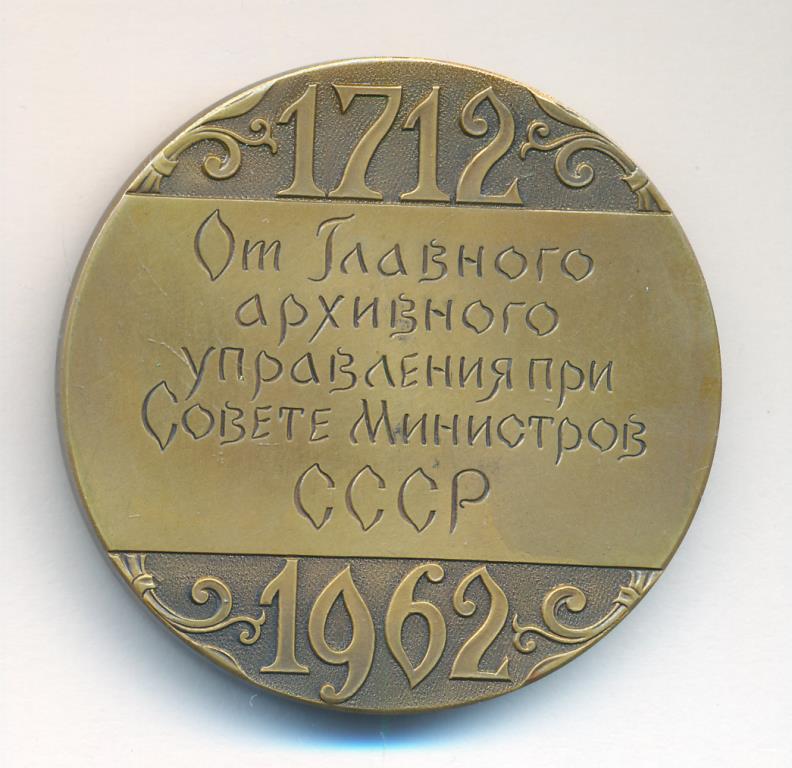 1712
От Главного
архивного
управления при
Совете Министров
СССР
1962